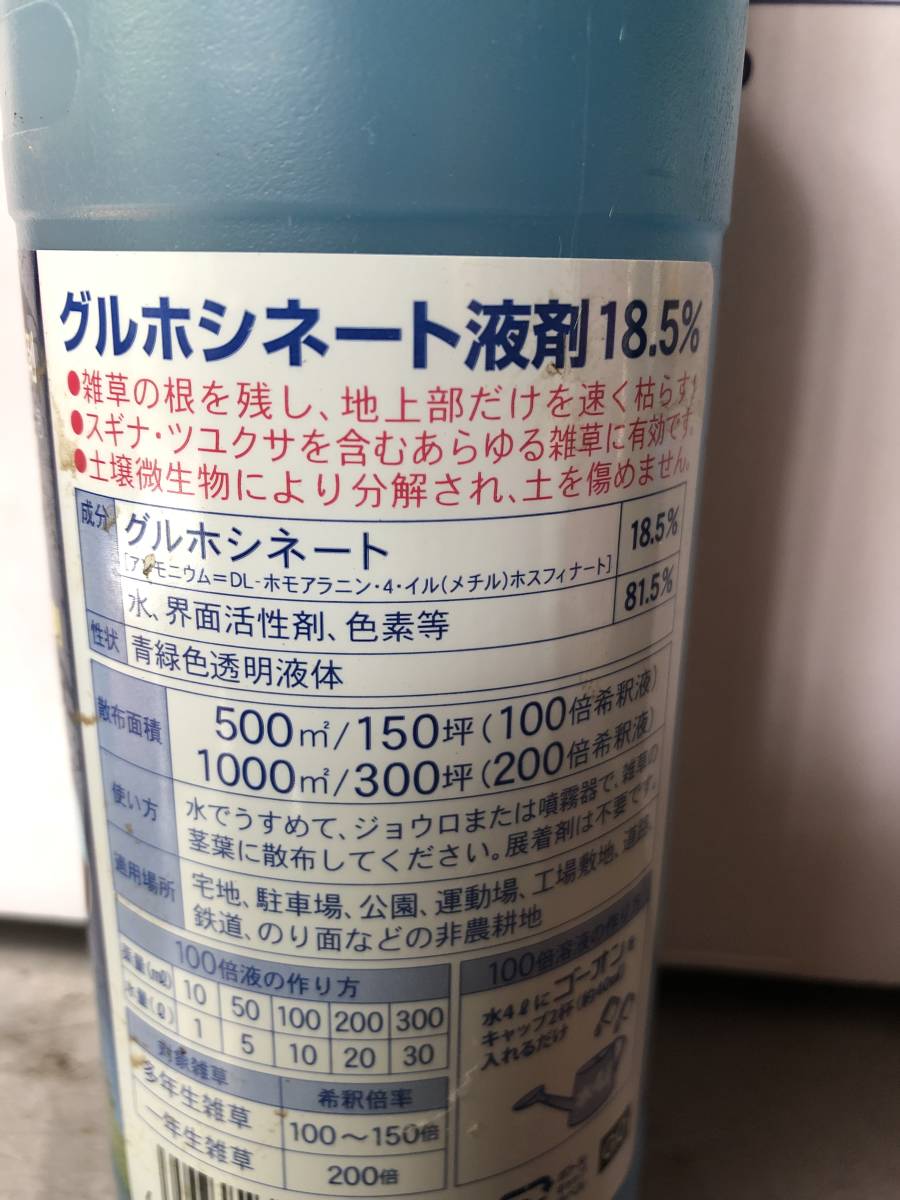 グルホシネート液剤 18.5%
●雑草の根を残し、地上部だけを速く枯らす。
●スギナ・ツユクサを含むあらゆる雑草に有効です。
●土壌微生物により分解され、土を傷めません。
成分 グルホシネート 18.5%
[アンモニウム=DL-ホモアラニン・4・イル(メチル)ホスフィナート]
水、界面活性剤、色素等 81.5%
性状 青緑色透明液体
散布面積 500㎡/150坪(100倍希釈液)
1000㎡/300坪(200倍希釈液)
使い方 水でうすめて、ジョウロまたは噴霧器で、雑草の
茎葉に散布してください。展着剤は不要です。
適用場所 宅地、駐車場、公園、運動場、工場敷地、道路、
鉄道、のり面などの非農耕地
100倍液の作り方
薬量(㎖) 10 50 100 200 300
水量(ℓ) 1 5 10 20 30
対象雑草 希釈倍率
多年生雑草 100〜150倍
一年生雑草 200倍
100倍溶液の作り方
水4ℓにゴーオンを
キャップ2杯(約40㎖)
入れるだけ